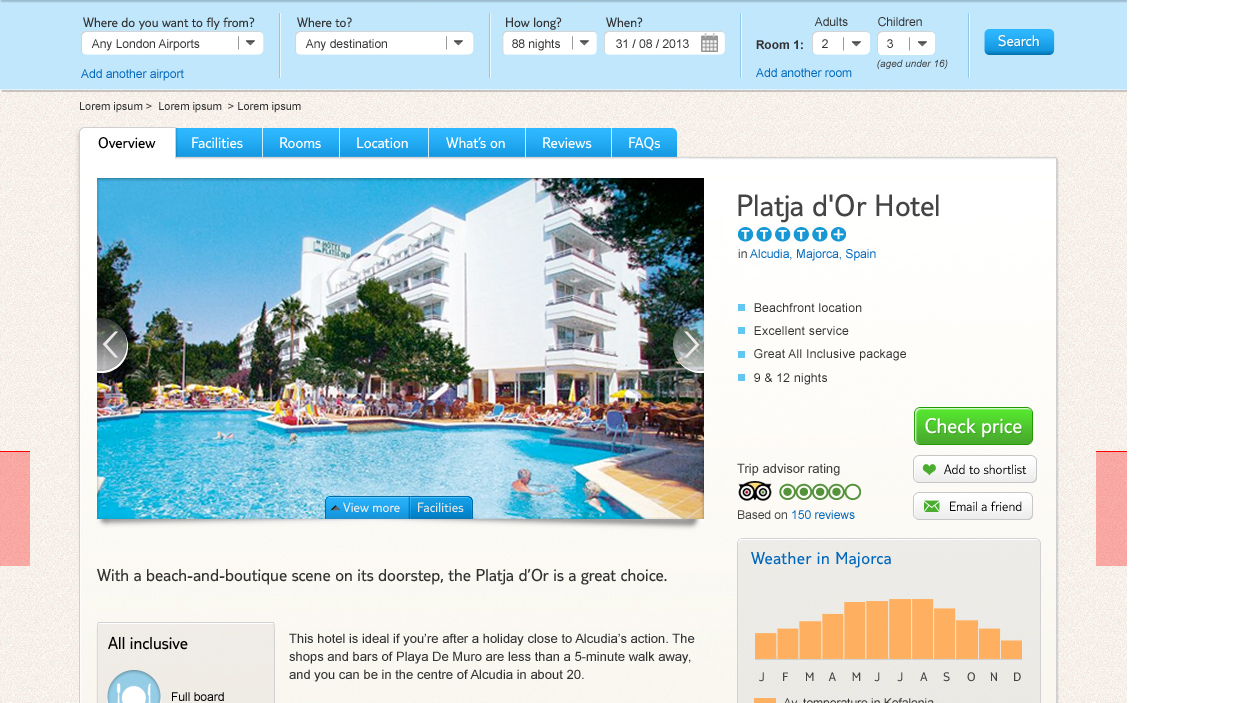 Where do you want to fly from?
Where to?
How long?
When?
Adults
Children
Any London Airports
Any destination
88 nights
31 / 08 / 2013
Room 1:
2
3
Search
(aged under 16)
Add another airport
Add another room
Lorem ipsum > Lorem ipsum > Lorem ipsum
Overview
Facilities
Rooms
Location
What's on
Reviews
FAQs
HOTEL
PLATJA D'OR
Platja d'Or Hotel
T T T T T +
in Alcudia, Majorca, Spain
Beachfront location
Excellent service
Great All Inclusive package
9 & 12 nights
Check price
Trip advisor rating
Add to shortlist
Based on 150 reviews
Email a friend
View more
Facilities
Weather in Majorca
With a beach-and-boutique scene on its doorstep, the Platja d’Or is a great choice.
All inclusive
Full board
This hotel is ideal if you’re after a holiday close to Alcudia’s action. The
shops and bars of Playa De Muro are less than a 5-minute walk away,
and you can be in the centre of Alcudia in about 20.
J F M A M J J A S O N D
Av. temperature in Kefalonia